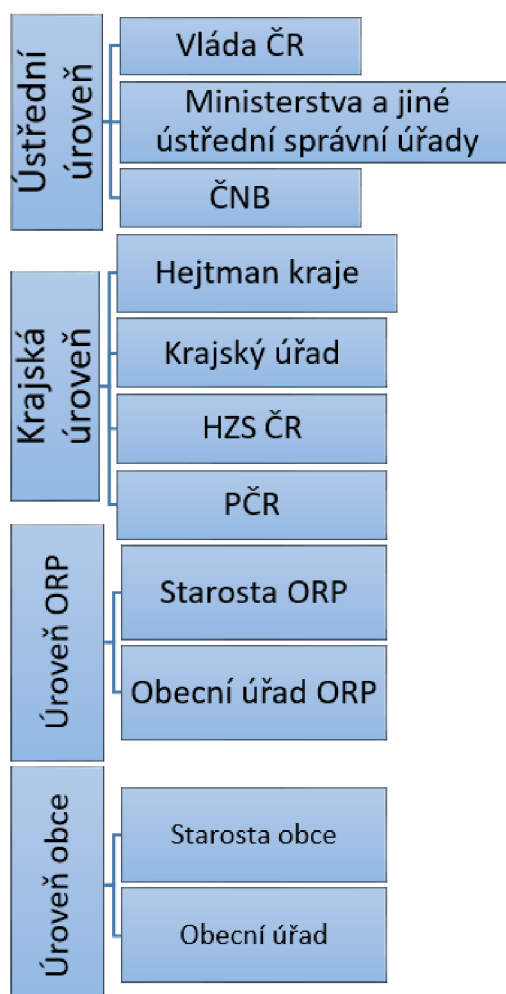 Ústřední
úroveň
Vláda ČR
Ministerstva a jiné
ústřední správní úřady
ČNB
Krajská
úroveň
Hejtman kraje
Krajský úřad
HZS ČR
PČR
Úroveň ORP
Starosta ORP
Obecní úřad ORP
Úroveň obce
Starosta obce
Obecní úřad